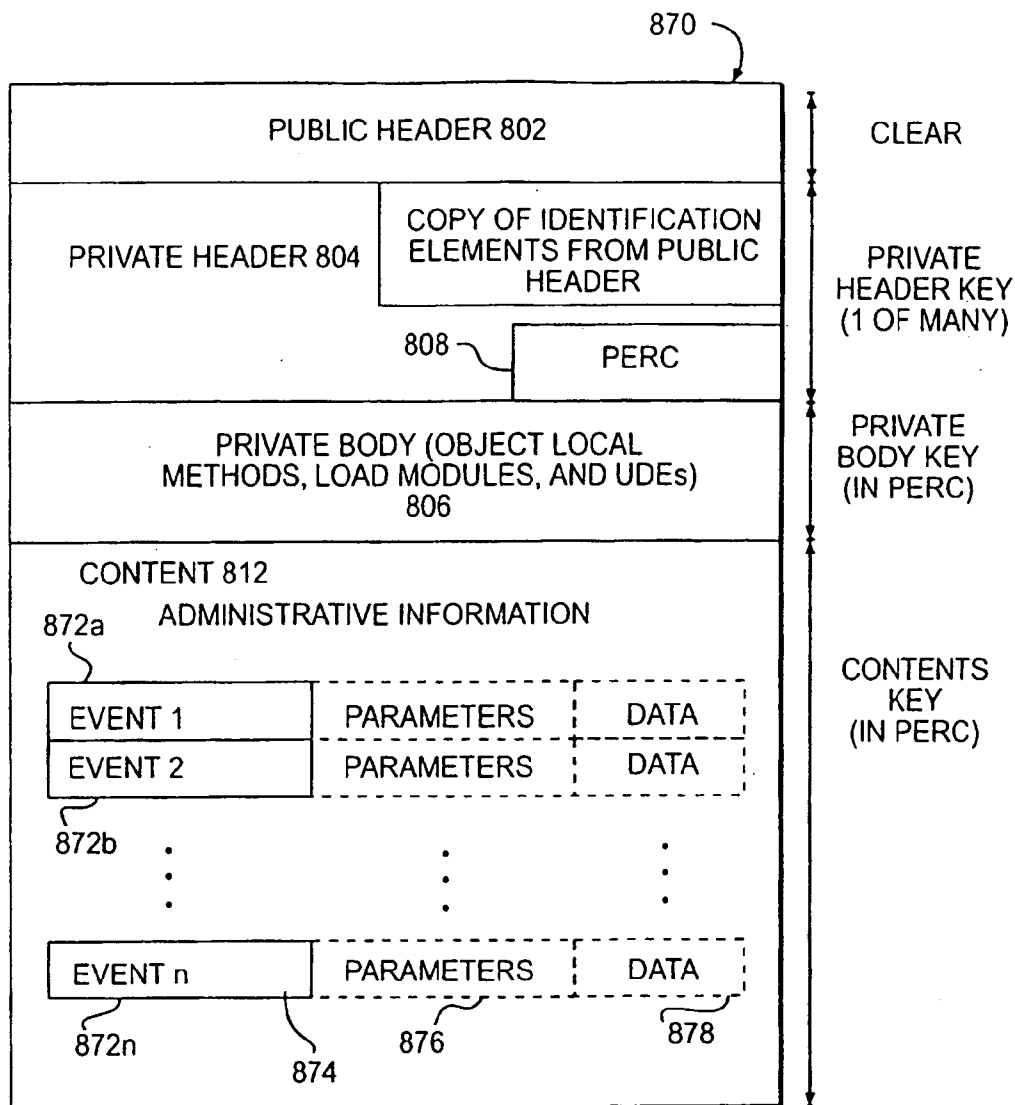 870
PUBLIC HEADER 802
CLEAR
PRIVATE HEADER 804
COPY OF IDENTIFICATION
ELEMENTS FROM PUBLIC
HEADER
PRIVATE
HEADER KEY
(1 OF MANY)
808
PERC
PRIVATE BODY (OBJECT LOCAL
METHODS, LOAD MODULES, AND UDEs)
806
PRIVATE
BODY KEY
(IN PERC)
CONTENT 812
ADMINISTRATIVE INFORMATION
872a
EVENT 1 PARAMETERS DATA
EVENT 2 PARAMETERS DATA
872b
CONTENTS
KEY
(IN PERC)
EVENT n PARAMETERS DATA
872n
874
876
878